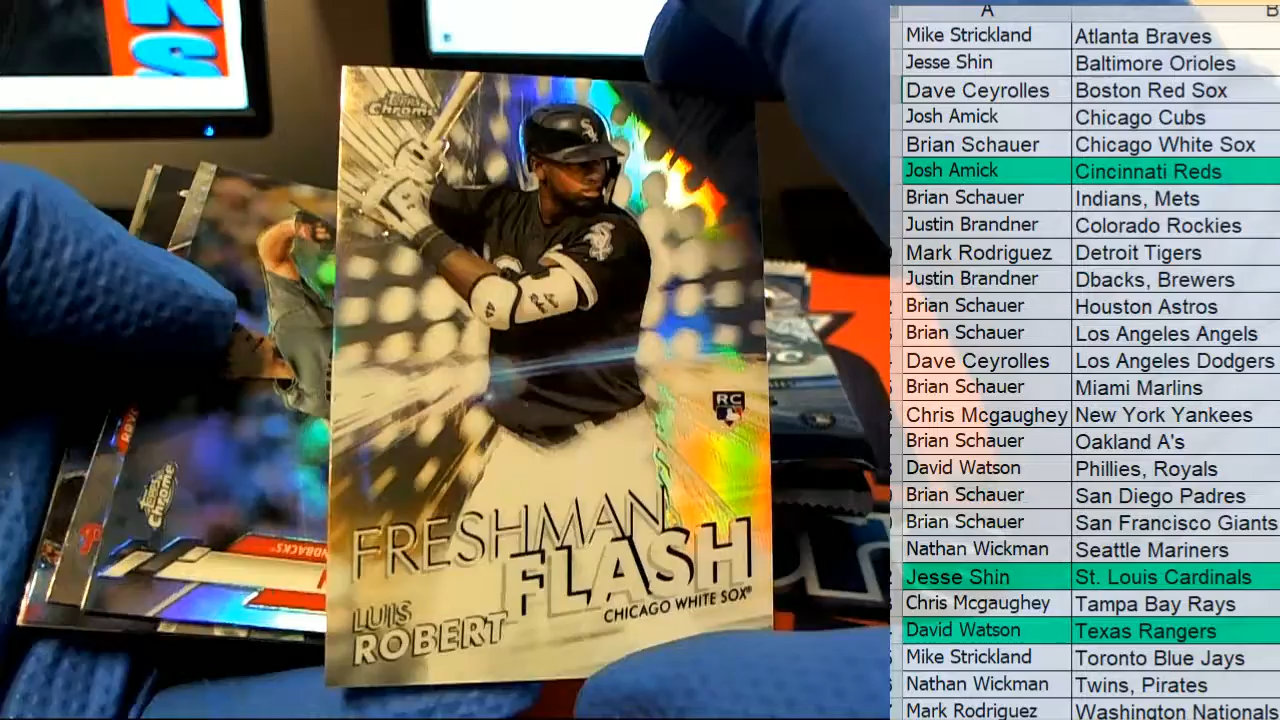 KS
Topps
Chrome
Sox
RC
FRESHMAN
FLASH
LUIS
ROBERT
CHICAGO WHITE SOX®
Topps
Chrome
NDBACKS®
A B
Mike Strickland Atlanta Braves
Jesse Shin Baltimore Orioles
Dave Ceyrolles Boston Red Sox
Josh Amick Chicago Cubs
Brian Schauer Chicago White Sox
Josh Amick Cincinnati Reds
Brian Schauer Indians, Mets
Justin Brandner Colorado Rockies
Mark Rodriguez Detroit Tigers
Justin Brandner Dbacks, Brewers
Brian Schauer Houston Astros
Brian Schauer Los Angeles Angels
Dave Ceyrolles Los Angeles Dodgers
Brian Schauer Miami Marlins
Chris Mcgaughey New York Yankees
Brian Schauer Oakland A's
David Watson Phillies, Royals
Brian Schauer San Diego Padres
Brian Schauer San Francisco Giants
Nathan Wickman Seattle Mariners
Jesse Shin St. Louis Cardinals
Chris Mcgaughey Tampa Bay Rays
David Watson Texas Rangers
Mike Strickland Toronto Blue Jays
Nathan Wickman Twins, Pirates
Mark Rodriguez Washington Nationals